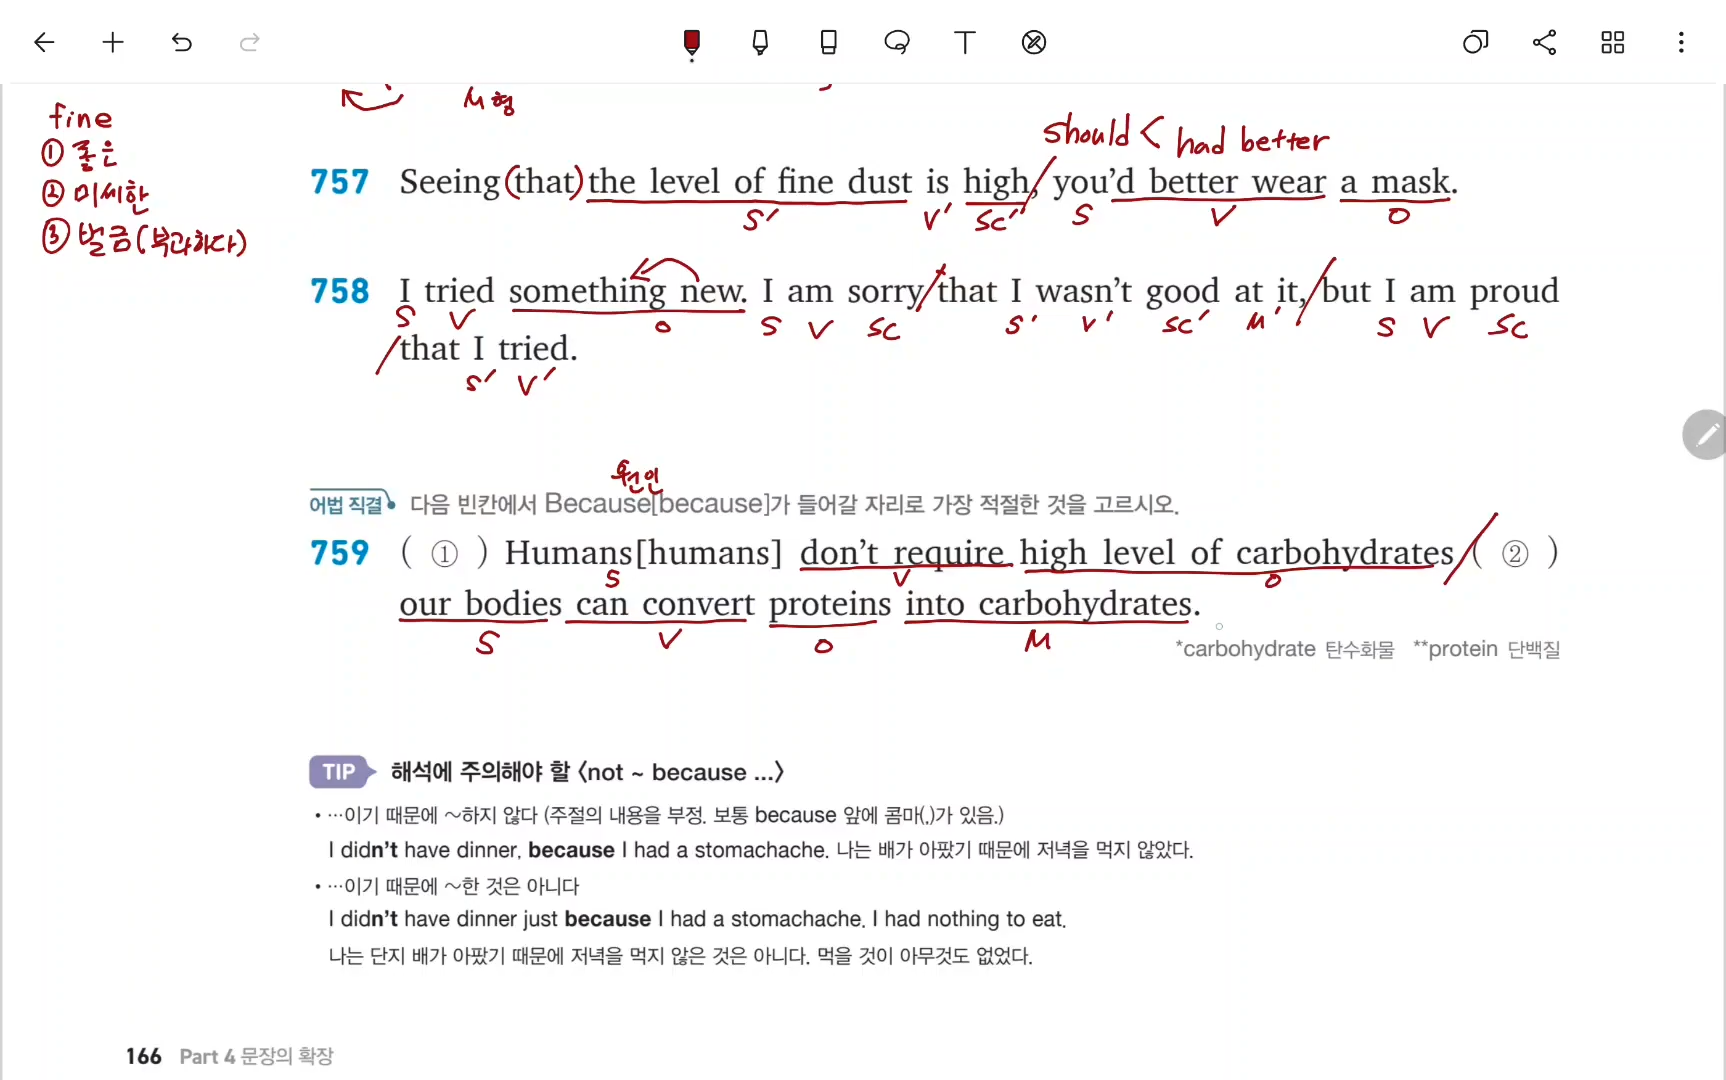 fine
① 좋은
② 미세한
③ 벌금(부과하다)
M 형
should < had better
757 Seeing (that) the level of fine dust is high, you'd better wear a mask.
S' V' SC' S V O
758 I tried something new. I am sorry that I wasn't good at it, but I am proud
S V O S V SC S' V' SC' M' S V SC
that I tried.
S' V'
원인
어법 직결 다음 빈칸에서 Because[because]가 들어갈 자리로 가장 적절한 것을 고르시오.
759 ( ① ) Humans[humans] don't require high level of carbohydrates ( ② )
S V O
our bodies can convert proteins into carbohydrates.
S V O M
*carbohydrate 탄수화물 **protein 단백질
TIP 해석에 주의해야 할 〈not ~ because ...〉
• …이기 때문에 ~하지 않다 (주절의 내용을 부정. 보통 because 앞에 콤마(,)가 있음.)
I didn't have dinner, because I had a stomachache. 나는 배가 아팠기 때문에 저녁을 먹지 않았다.
• …이기 때문에 ~한 것은 아니다
I didn't have dinner just because I had a stomachache. I had nothing to eat.
나는 단지 배가 아팠기 때문에 저녁을 먹지 않은 것은 아니다. 먹을 것이 아무것도 없었다.
166 Part 4 문장의 확장